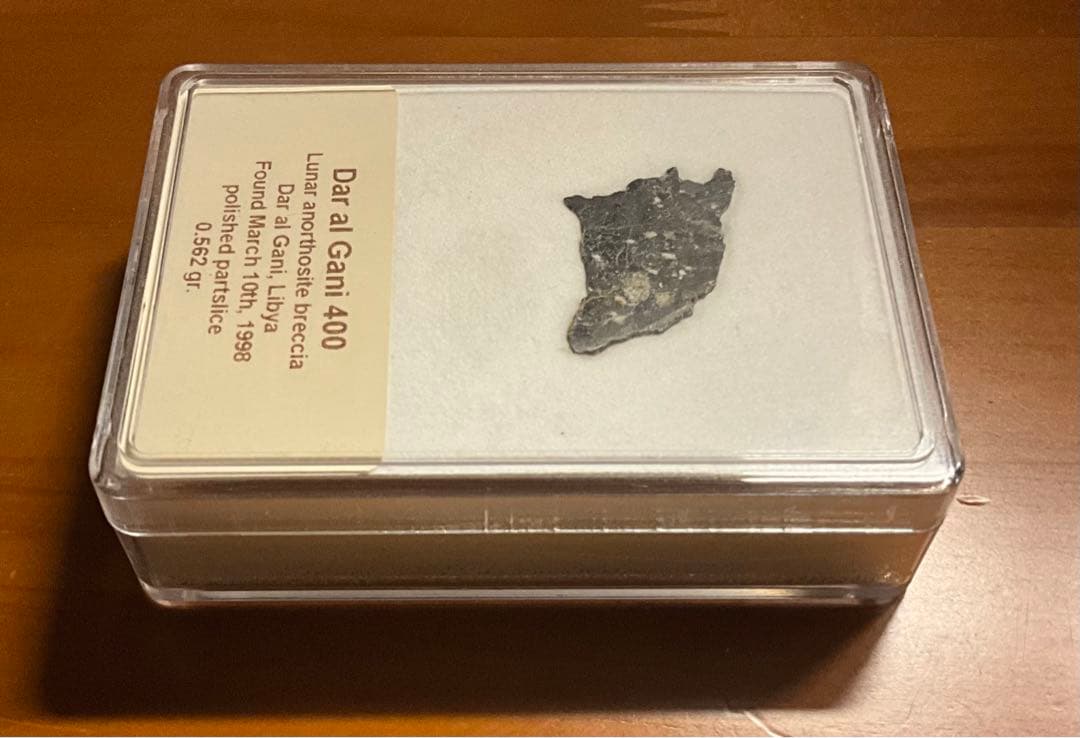 Dar al Gani 400
Lunar anorthosite breccia
Dar al Gani, Libya
Found March 10th, 1998
polished partslice
0.562 gr.